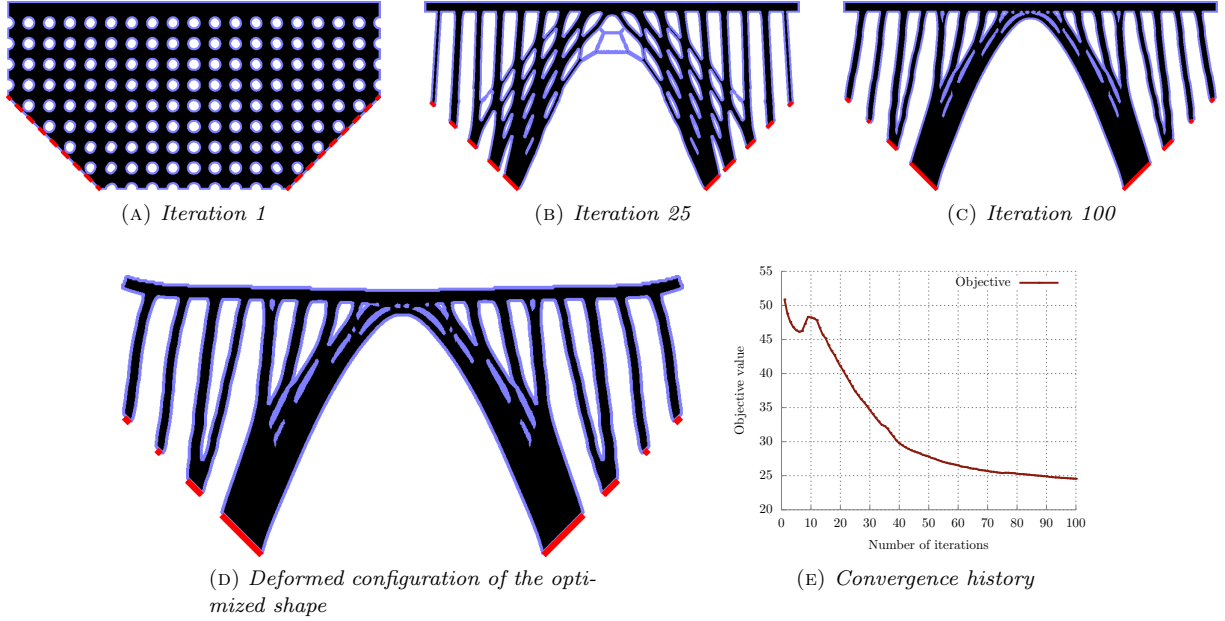 (A) Iteration 1
(B) Iteration 25
(C) Iteration 100
(D) Deformed configuration of the opti-
mized shape
55
50
45
40
35
30
25
20
Objective value
Objective
0 10 20 30 40 50 60 70 80 90 100
Number of iterations
(E) Convergence history